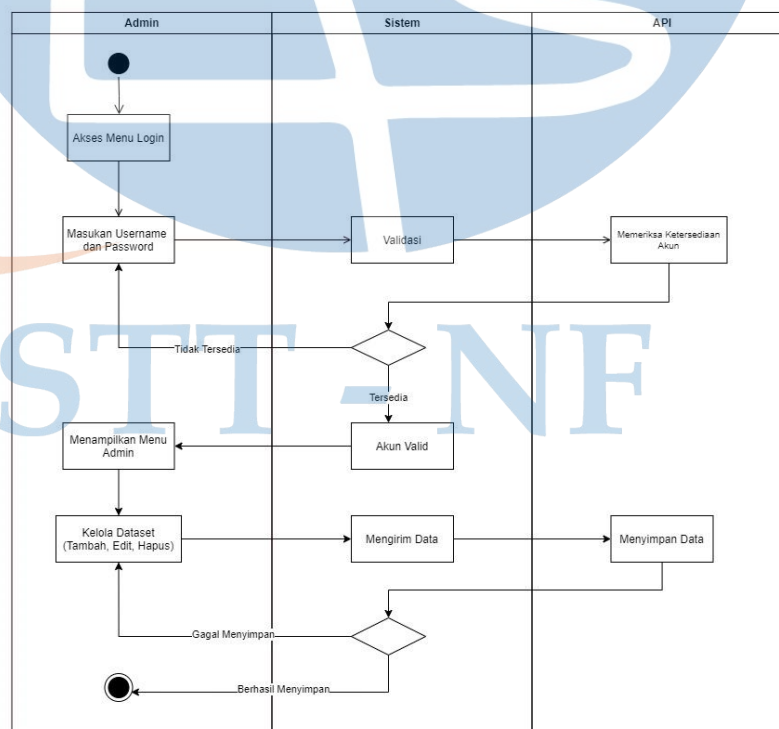 Admin
Sistem
API
Akses Menu Login
Masukan Username
dan Password
Validasi
Memeriksa Ketersediaan
Akun
Tidak Tersedia
Tersedia
STT - NF
Menampilkan Menu
Admin
Akun Valid
Kelola Dataset
(Tambah, Edit, Hapus)
Mengirim Data
Menyimpan Data
Gagal Menyimpan
Berhasil Menyimpan